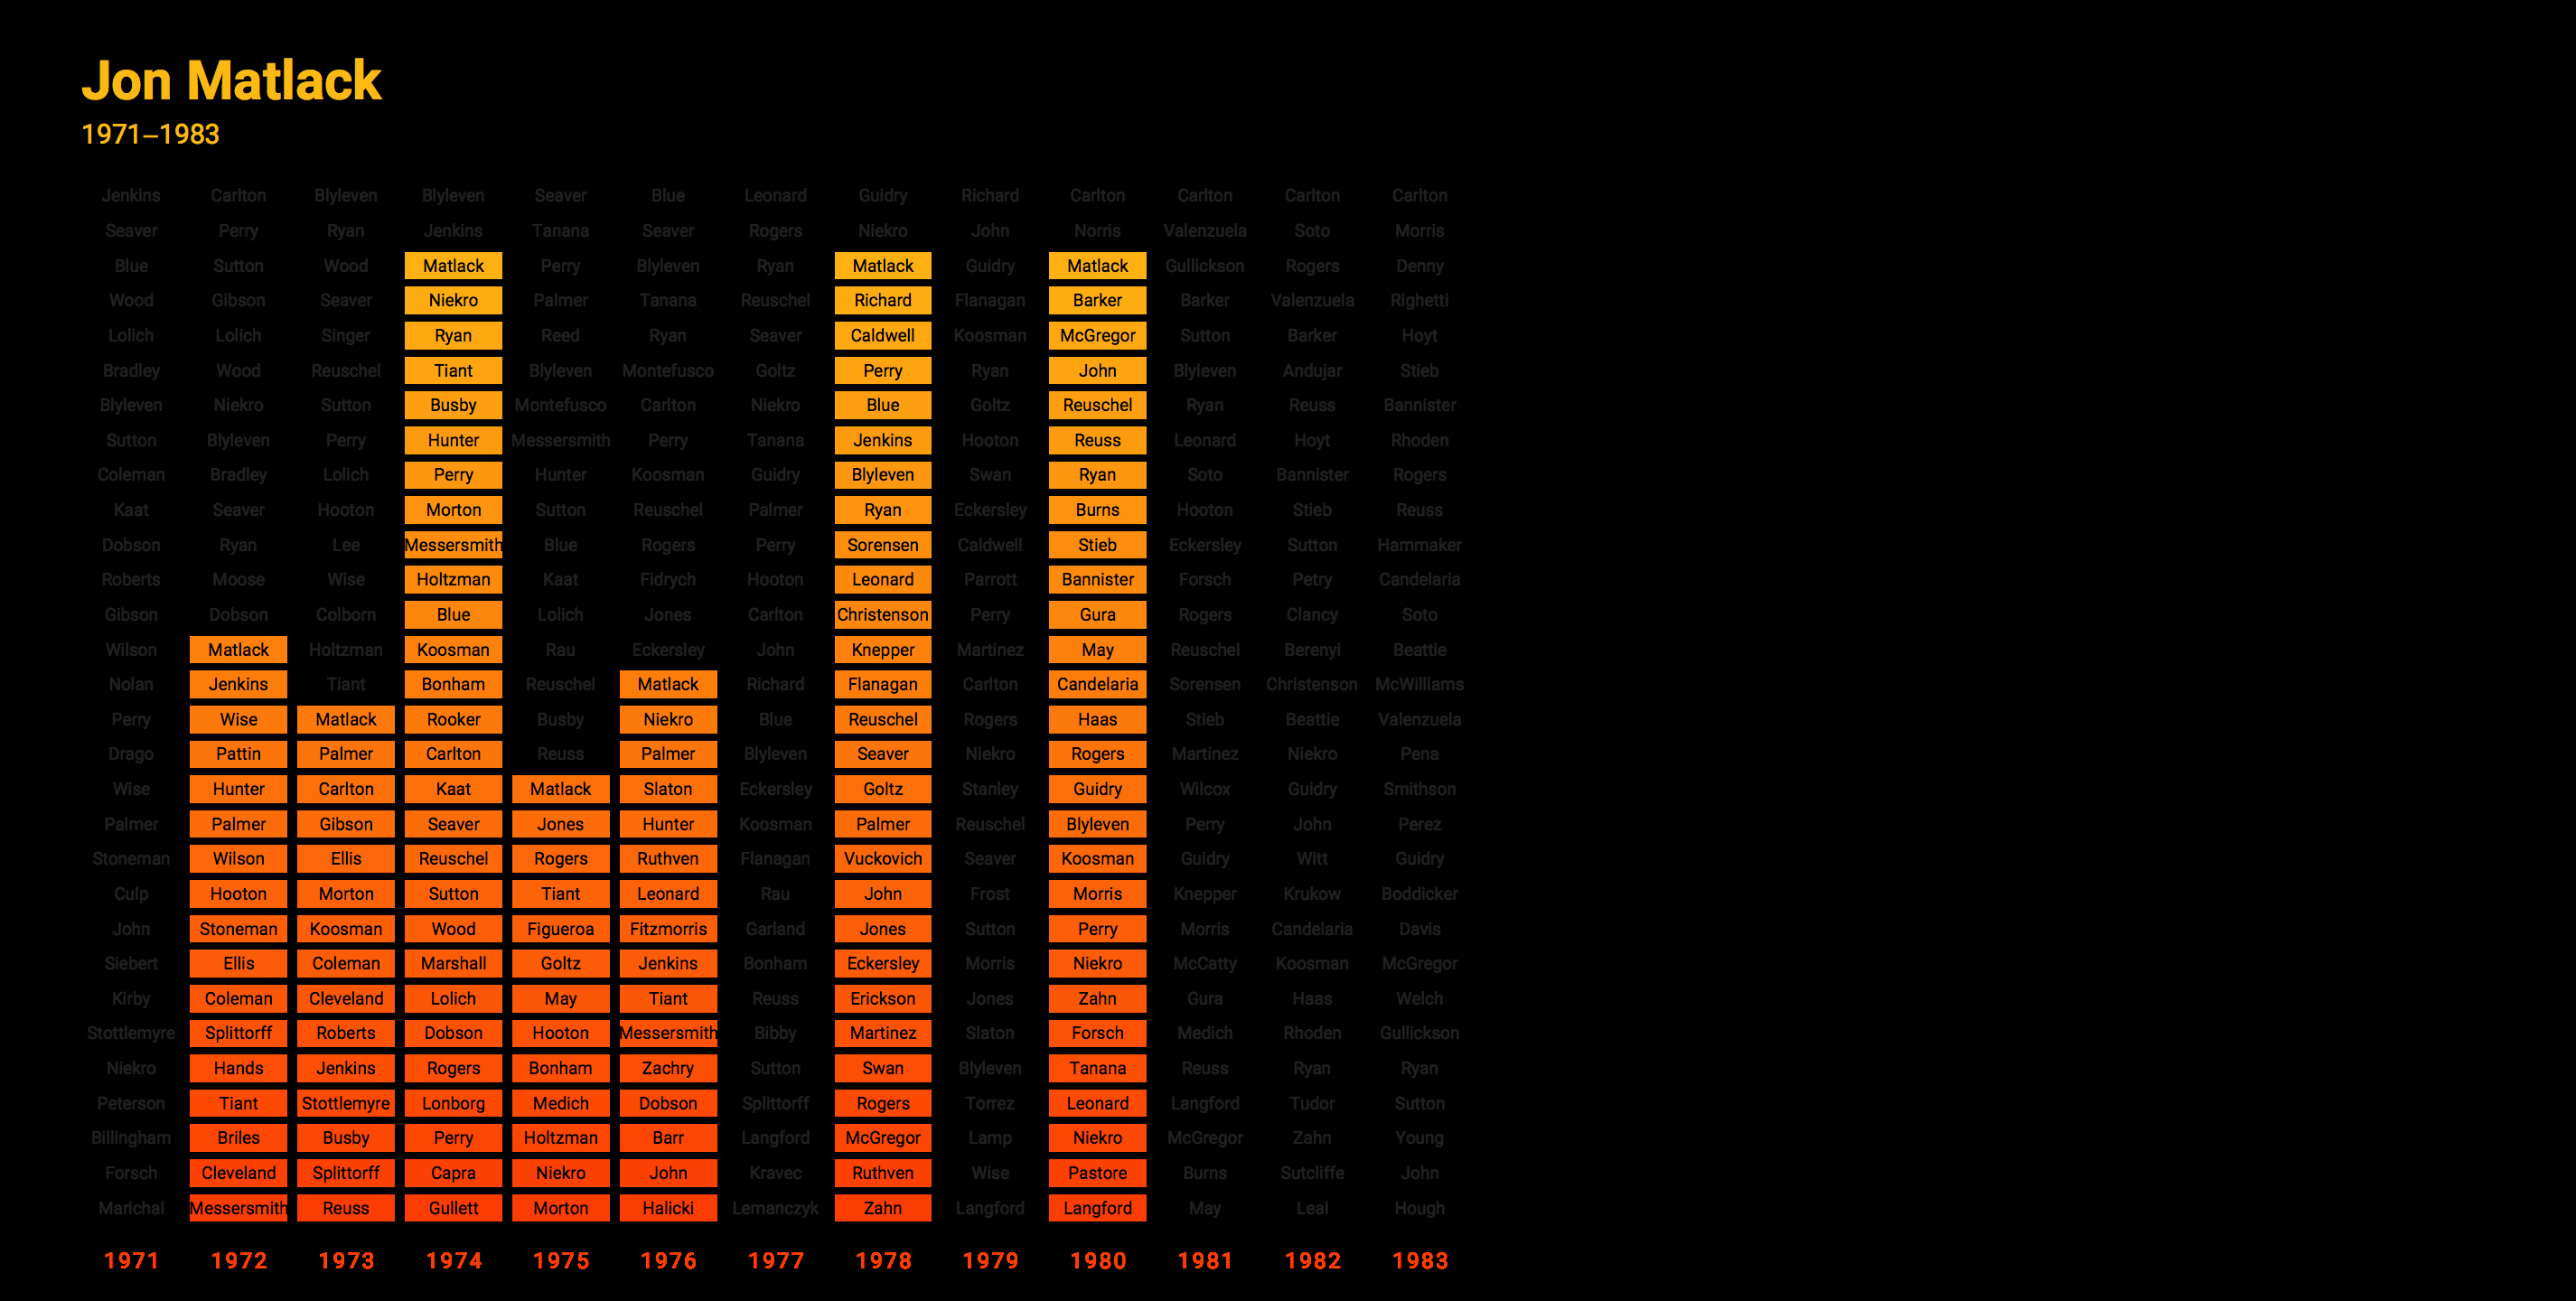 Jon Matlack
1971–1983
Jenkins Carlton Blyleven Blyleven Seaver Blue Leonard Guidry Richard Carlton Carlton Carlton Carlton
Seaver Perry Ryan Jenkins Tanana Seaver Rogers Niekro John Norris Valenzuela Soto Morris
Blue Sutton Wood Matlack Perry Blyleven Ryan Matlack Guidry Matlack Gullickson Rogers Denny
Wood Gibson Seaver Niekro Palmer Tanana Reuschel Richard Flanagan Barker Barker Valenzuela Righetti
Lolich Lolich Singer Ryan Reed Ryan Seaver Caldwell Koosman McGregor Sutton Barker Hoyt
Bradley Wood Reuschel Tiant Blyleven Montefusco Goltz Perry Ryan John Blyleven Andujar Stieb
Blyleven Niekro Sutton Busby Montefusco Carlton Niekro Blue Goltz Reuschel Ryan Reuss Bannister
Sutton Blyleven Perry Hunter Messersmith Perry Tanana Jenkins Hooton Reuss Leonard Hoyt Rhoden
Coleman Bradley Lolich Perry Hunter Koosman Guidry Blyleven Swan Ryan Soto Bannister Rogers
Kaat Seaver Hooton Morton Sutton Reuschel Palmer Ryan Eckersley Burns Hooton Stieb Reuss
Dobson Ryan Lee Messersmith Blue Rogers Perry Sorensen Caldwell Stieb Eckersley Sutton Hammaker
Roberts Moose Wise Holtzman Kaat Fidrych Hooton Leonard Parrott Bannister Forsch Petry Candelaria
Gibson Dobson Colborn Blue Lolich Jones Carlton Christenson Perry Gura Rogers Clancy Soto
Wilson Matlack Holtzman Koosman Rau Eckersley John Knepper Martinez May Reuschel Berenyi Beattie
Nolan Jenkins Tiant Bonham Reuschel Matlack Richard Flanagan Carlton Candelaria Sorensen Christenson McWilliams
Perry Wise Matlack Rooker Busby Niekro Blue Reuschel Rogers Haas Stieb Beattie Valenzuela
Drago Pattin Palmer Carlton Reuss Palmer Blyleven Seaver Niekro Rogers Martinez Niekro Pena
Wise Hunter Carlton Kaat Matlack Slaton Eckersley Goltz Stanley Guidry Wilcox Guidry Smithson
Palmer Palmer Gibson Seaver Jones Hunter Koosman Palmer Reuschel Blyleven Perry John Perez
Stoneman Wilson Ellis Reuschel Rogers Ruthven Flanagan Vuckovich Seaver Koosman Guidry Witt Guidry
Culp Hooton Morton Sutton Tiant Leonard Rau John Frost Morris Knepper Krukow Boddicker
John Stoneman Koosman Wood Figueroa Fitzmorris Garland Jones Sutton Perry Morris Candelaria Davis
Siebert Ellis Coleman Marshall Goltz Jenkins Bonham Eckersley Morris Niekro McCatty Koosman McGregor
Kirby Coleman Cleveland Lolich May Tiant Reuss Erickson Jones Zahn Gura Haas Welch
Stottlemyre Splittorff Roberts Dobson Hooton Messersmith Bibby Martinez Slaton Forsch Medich Rhoden Gullickson
Niekro Hands Jenkins Rogers Bonham Zachry Sutton Swan Blyleven Tanana Reuss Ryan Ryan
Peterson Tiant Stottlemyre Lonborg Medich Dobson Splittorff Rogers Torrez Leonard Langford Tudor Sutton
Billingham Briles Busby Perry Holtzman Barr Langford McGregor Lamp Niekro McGregor Zahn Young
Forsch Cleveland Splittorff Capra Niekro John Kravec Ruthven Wise Pastore Burns Sutcliffe John
Marichal Messersmith Reuss Gullett Morton Halicki Lemanczyk Zahn Langford Langford May Leal Hough
1971 1972 1973 1974 1975 1976 1977 1978 1979 1980 1981 1982 1983